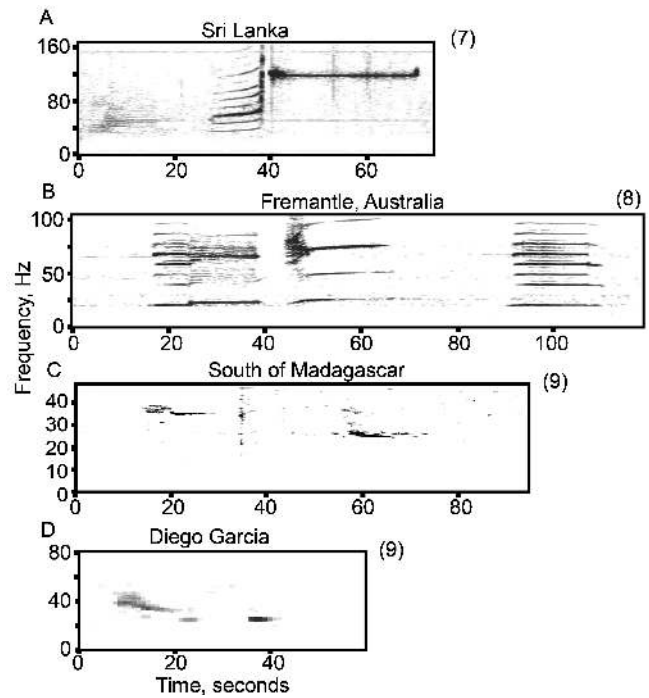 A
Sri Lanka
(7)
160
80
40
0
0 20 40 60
B
Fremantle, Australia
(8)
100
50
0
0 20 40 60 80 100
Frequency, Hz
C
South of Madagascar
(9)
40
30
20
10
0
0 20 40 60 80
D
Diego Garcia
(9)
80
40
0
0 20 40
Time, seconds